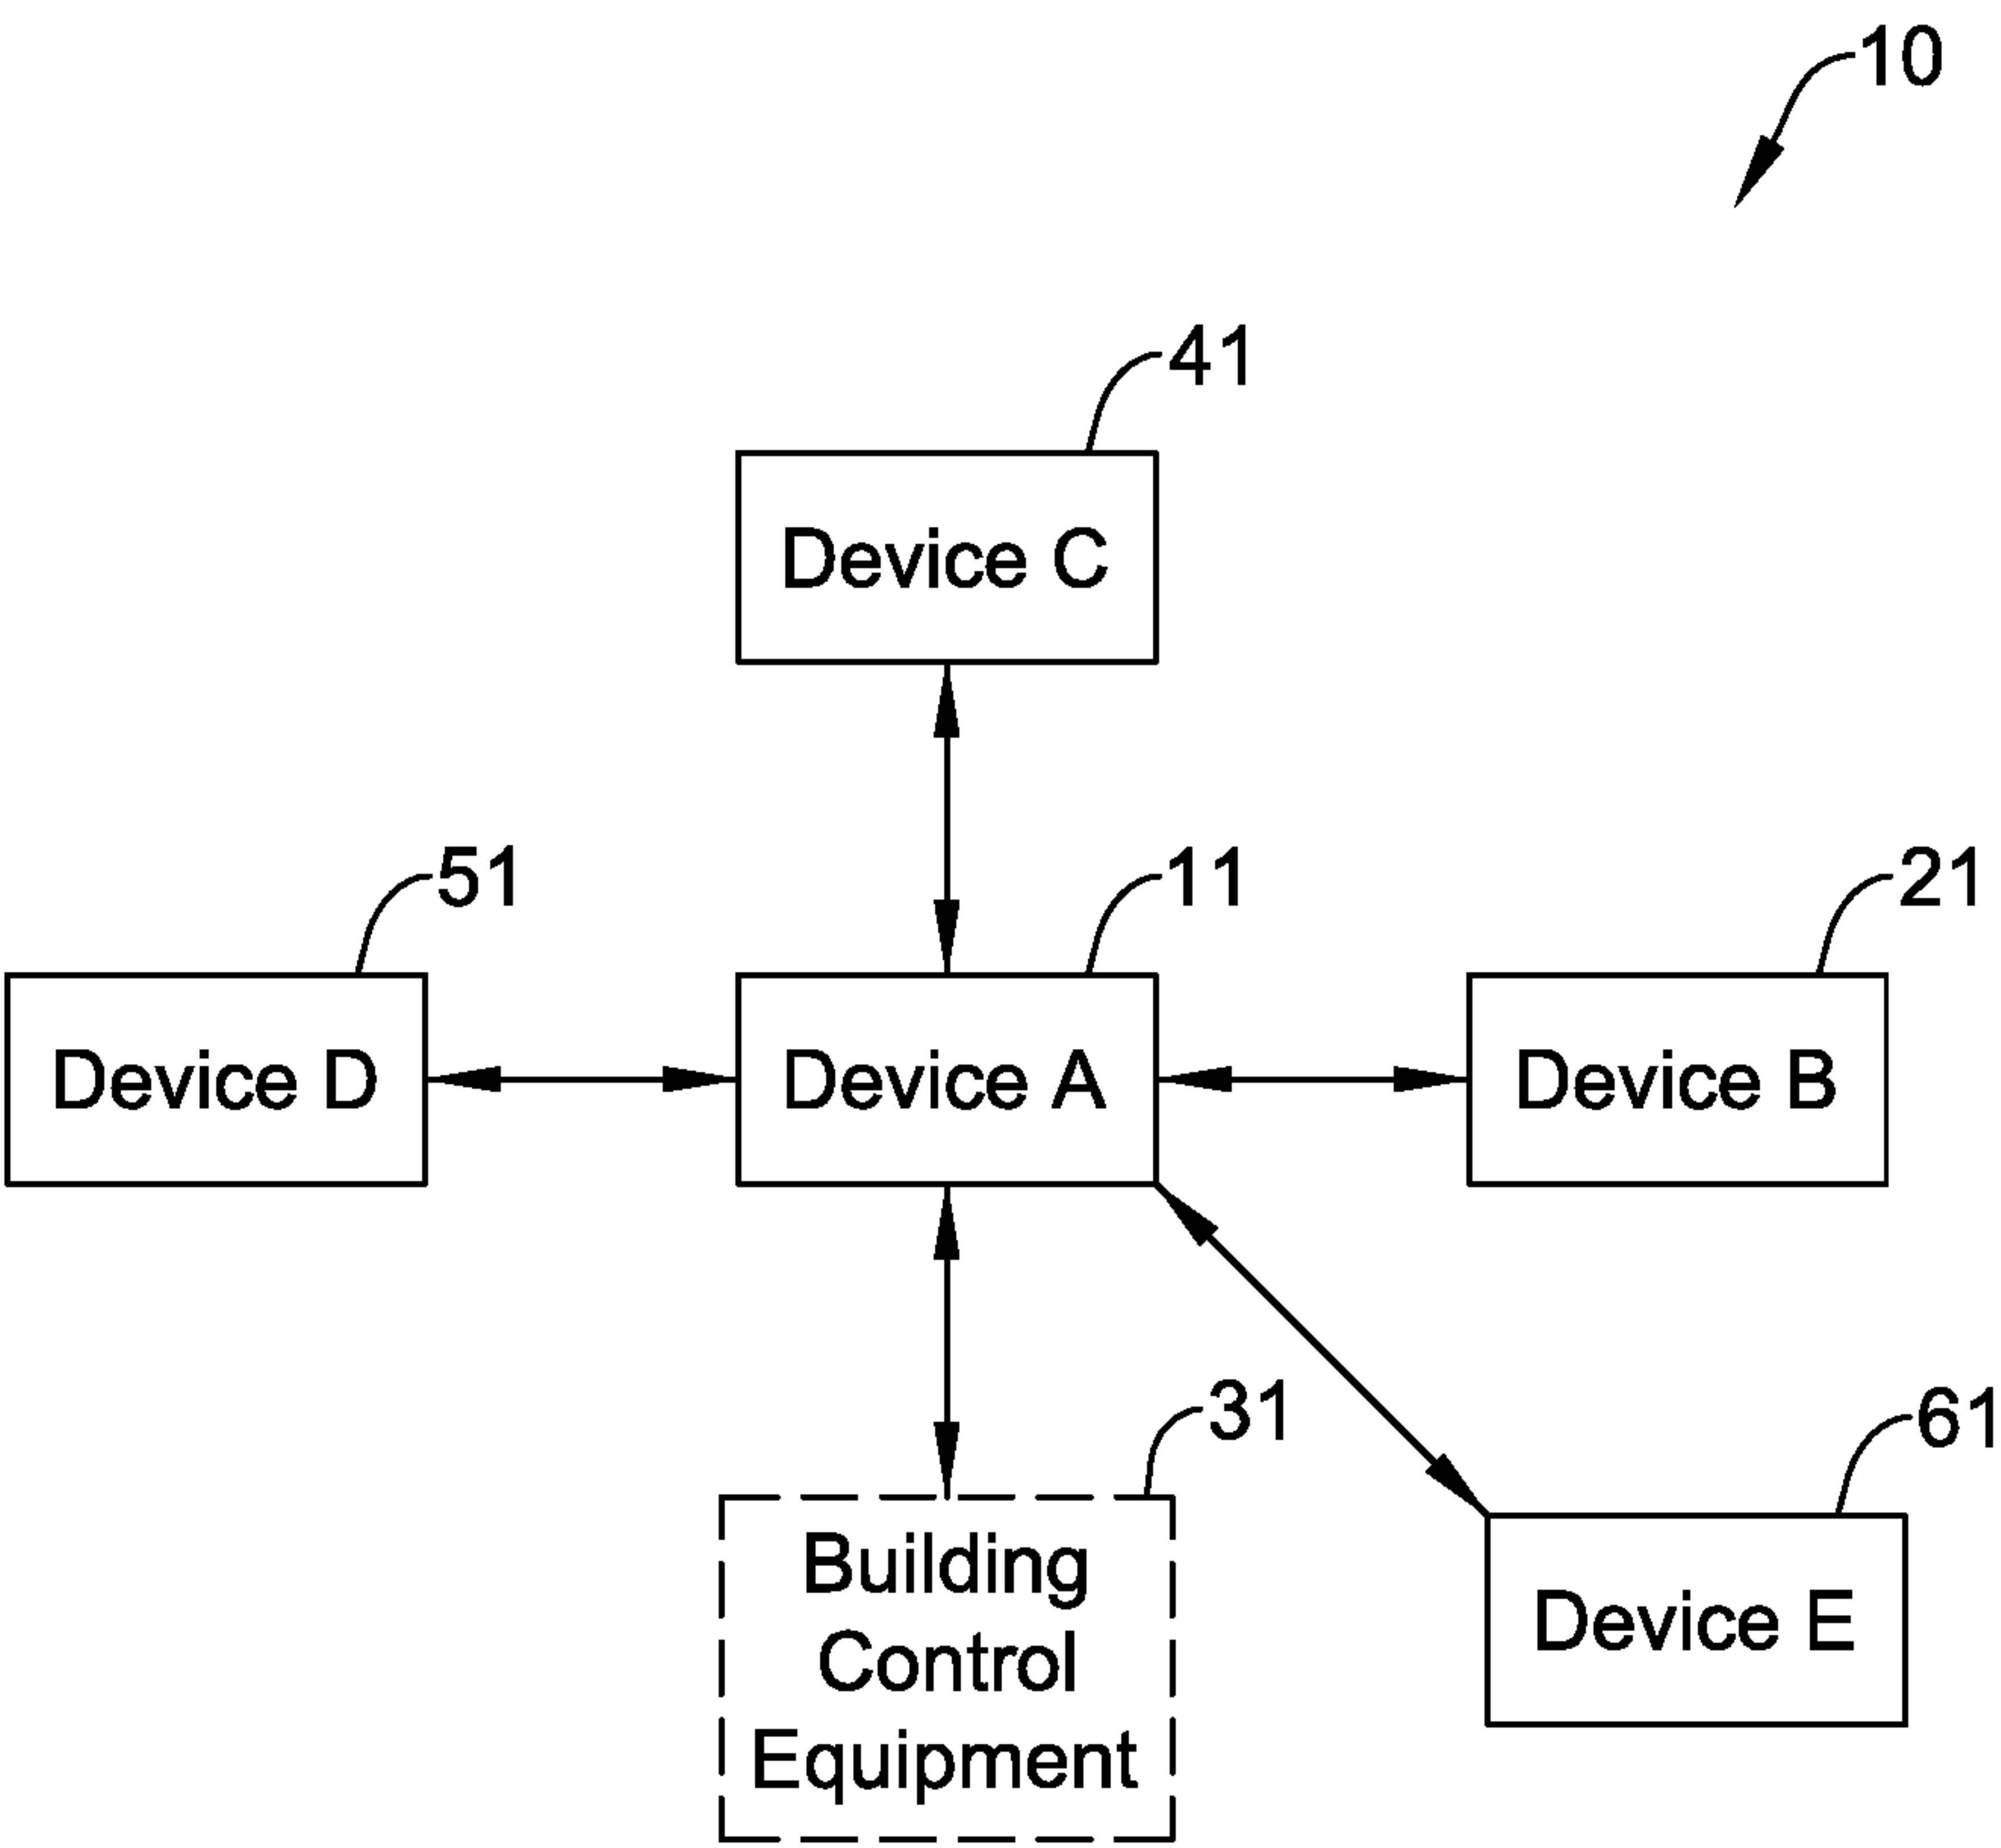 10
41
Device C
51
11
21
Device D
Device A
Device B
31
61
Building
Control
Equipment
Device E